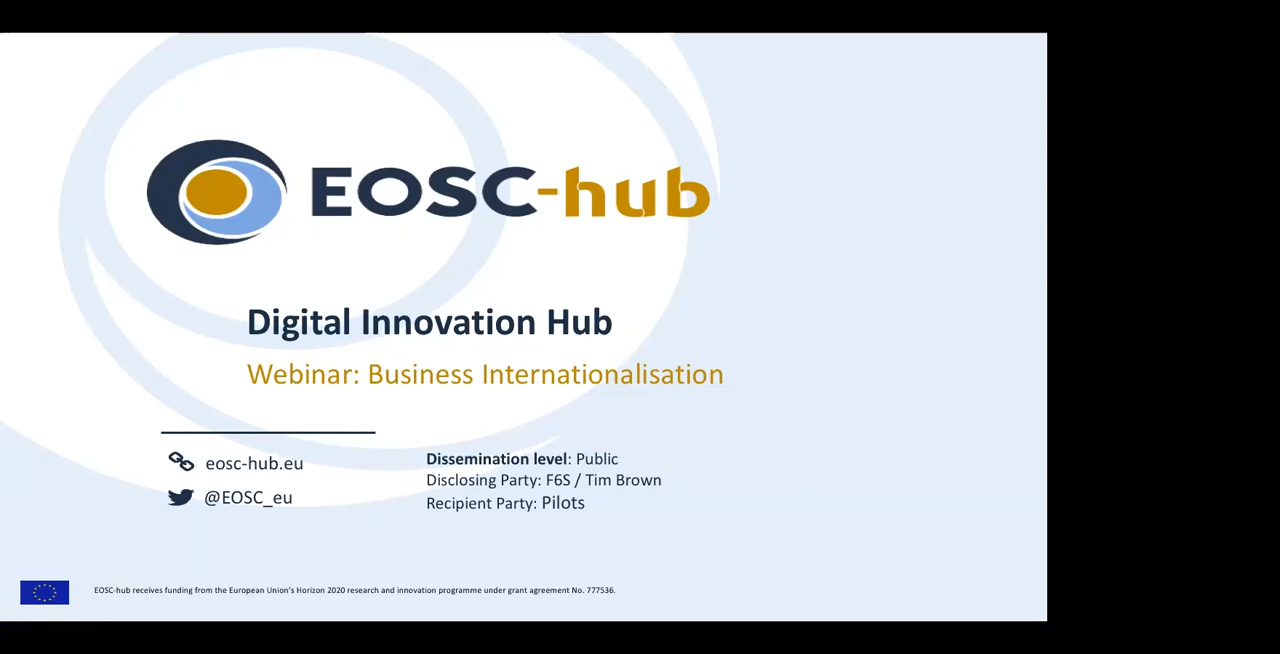 EOSC-hub
Digital Innovation Hub
Webinar: Business Internationalisation
eosc-hub.eu
@EOSC_eu
Dissemination level: Public
Disclosing Party: F6S / Tim Brown
Recipient Party: Pilots
EOSC-hub receives funding from the European Union's Horizon 2020 research and innovation programme under grant agreement No. 777536.